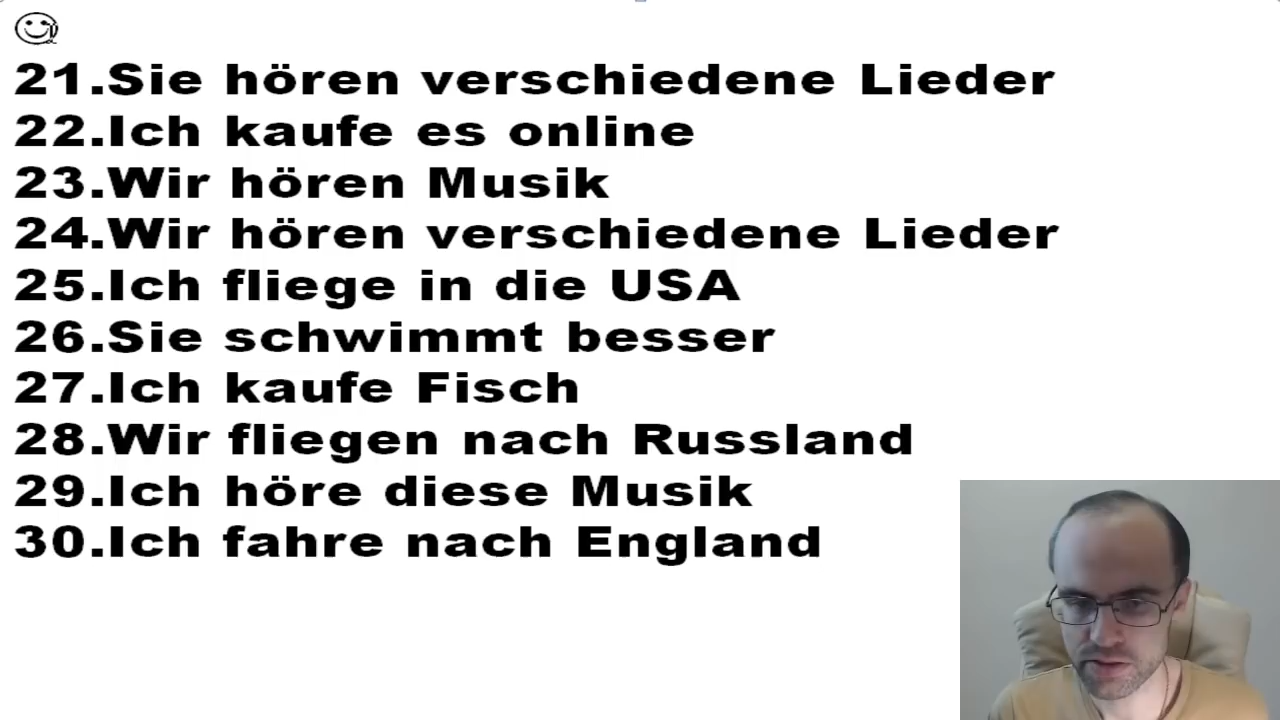 21.Sie hören verschiedene Lieder
22.Ich kaufe es online
23.Wir hören Musik
24.Wir hören verschiedene Lieder
25.Ich fliege in die USA
26.Sie schwimmt besser
27.Ich kaufe Fisch
28.Wir fliegen nach Russland
29.Ich höre diese Musik
30.Ich fahre nach England